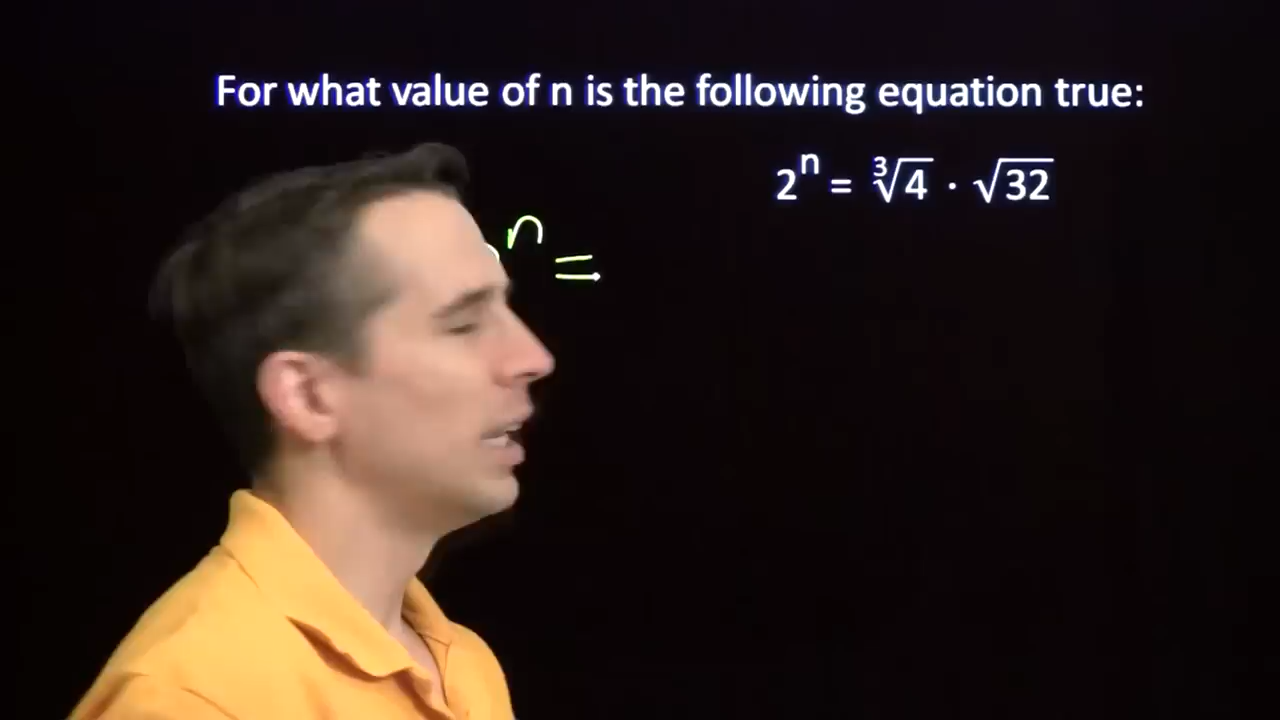 For what value of n is the following equation true:
2ⁿ = ∛4 · √32
n =